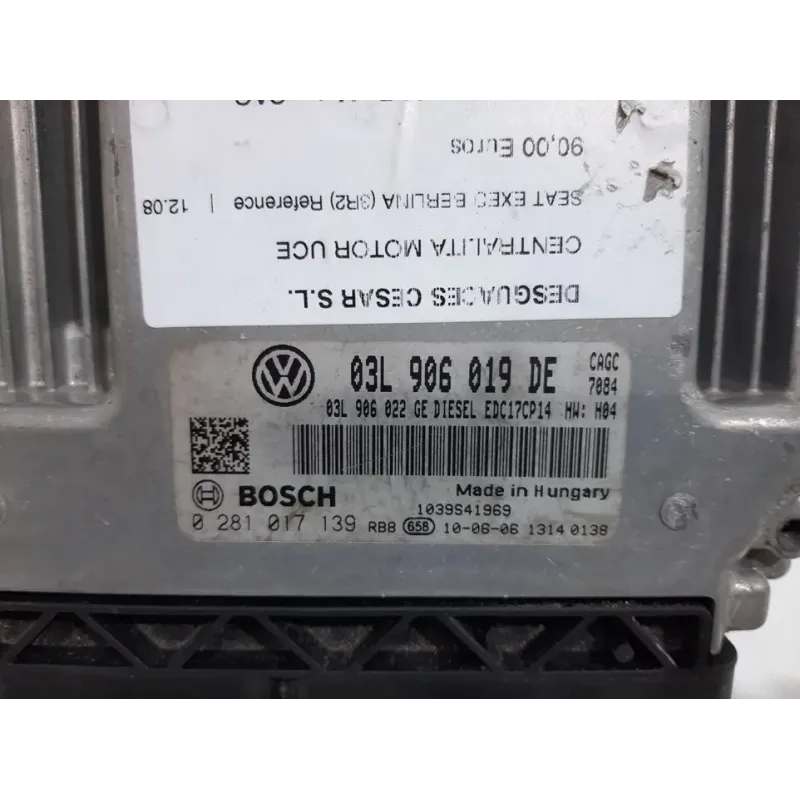 DESGUACES CESAR S.L.
CENTRALITA MOTOR UCE
SEAT EXEO BERLINA (3R2) Reference | 12.08
90,00 Euros
03L 906 019 DE CAGC
7084
03L 906 022 GE DIESEL EDC17CP14 HW: H04
BOSCH Made in Hungary
1039S41969
0 281 017 139 RB8 658 10-06-06 1314 0138